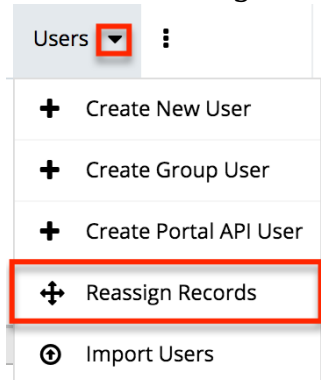 Users
Create New User
Create Group User
Create Portal API User
Reassign Records
Import Users